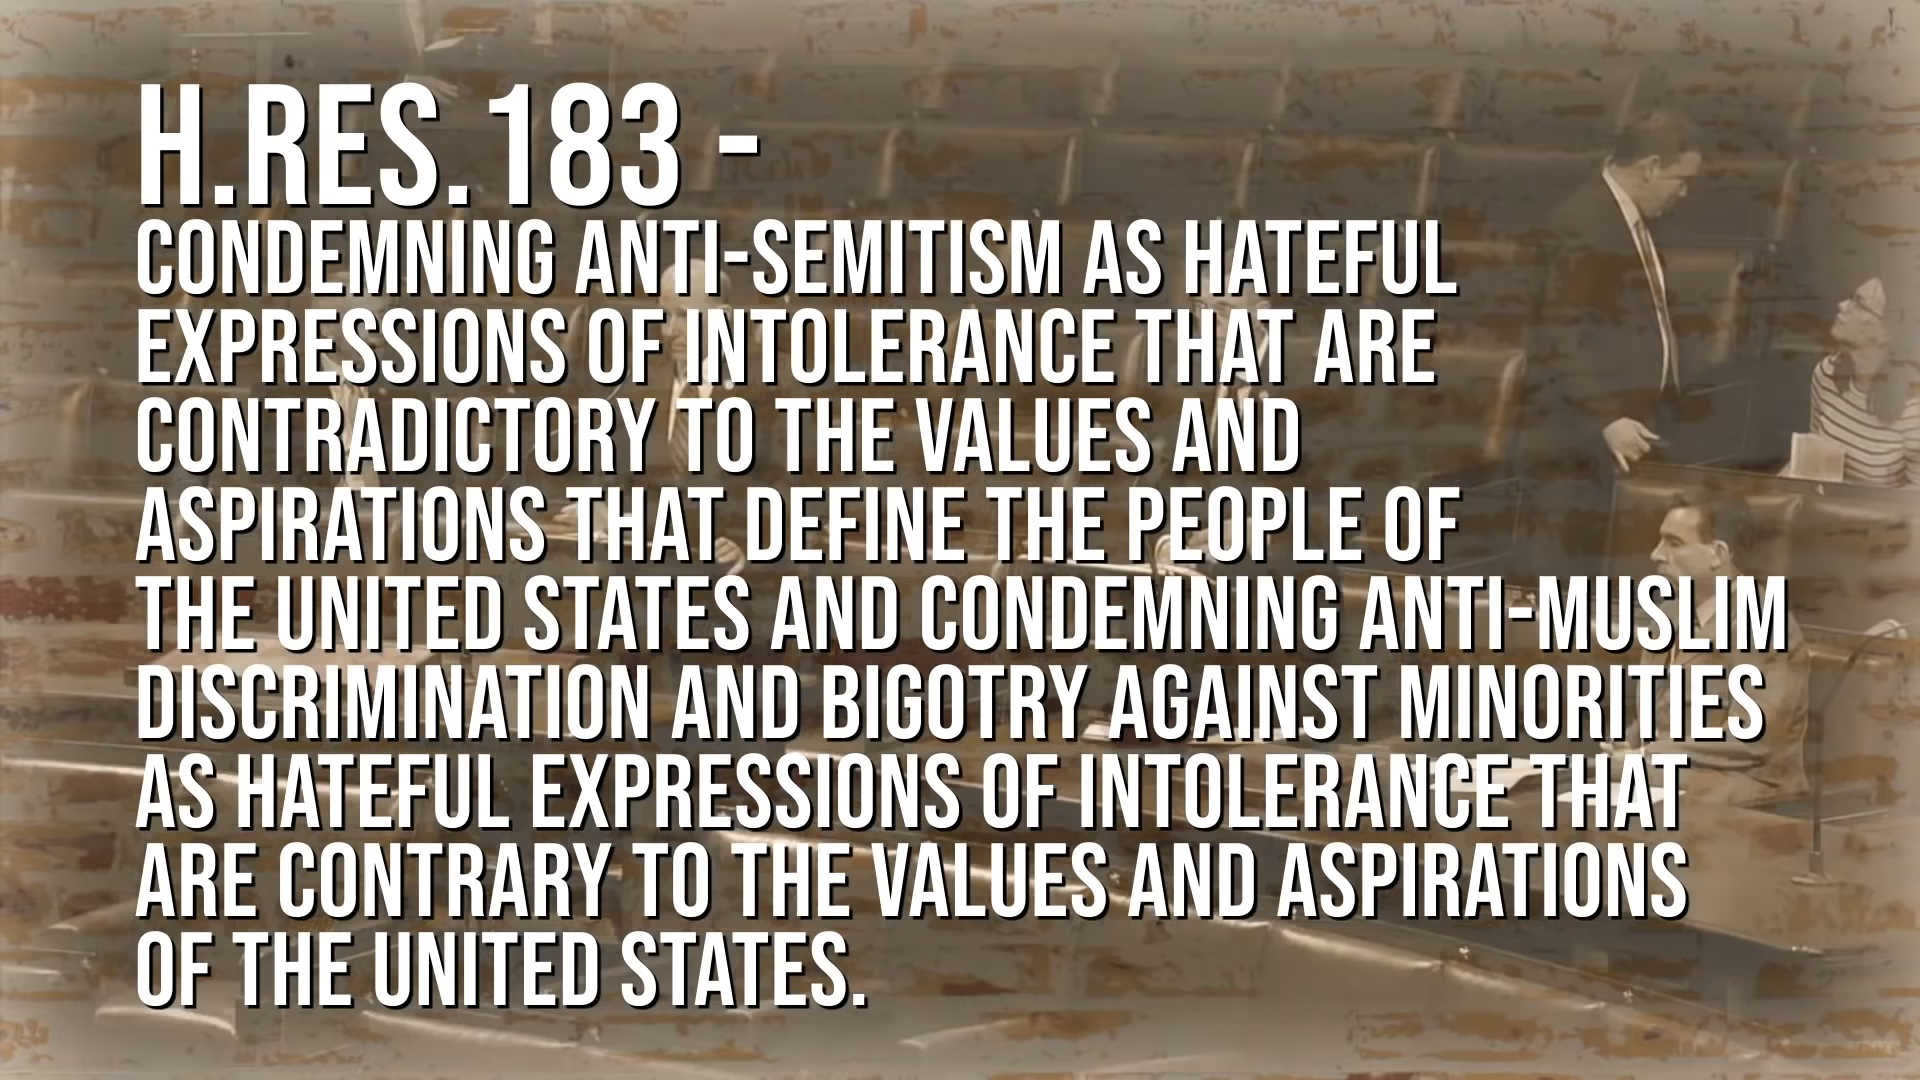 H.RES.183 -
CONDEMNING ANTI-SEMITISM AS HATEFUL
EXPRESSIONS OF INTOLERANCE THAT ARE
CONTRADICTORY TO THE VALUES AND
ASPIRATIONS THAT DEFINE THE PEOPLE OF
THE UNITED STATES AND CONDEMNING ANTI-MUSLIM
DISCRIMINATION AND BIGOTRY AGAINST MINORITIES
AS HATEFUL EXPRESSIONS OF INTOLERANCE THAT
ARE CONTRARY TO THE VALUES AND ASPIRATIONS
OF THE UNITED STATES.